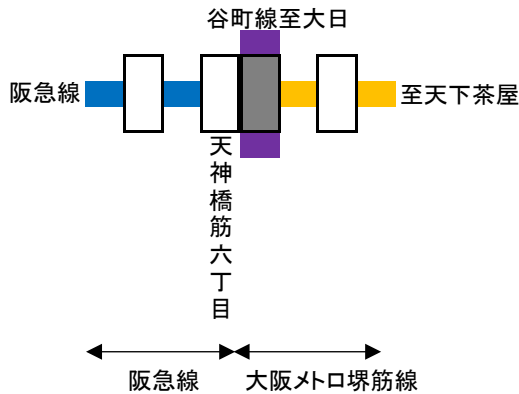 谷町線至大日
阪急線
至天下茶屋
天神橋筋六丁目
阪急線
大阪メトロ堺筋線